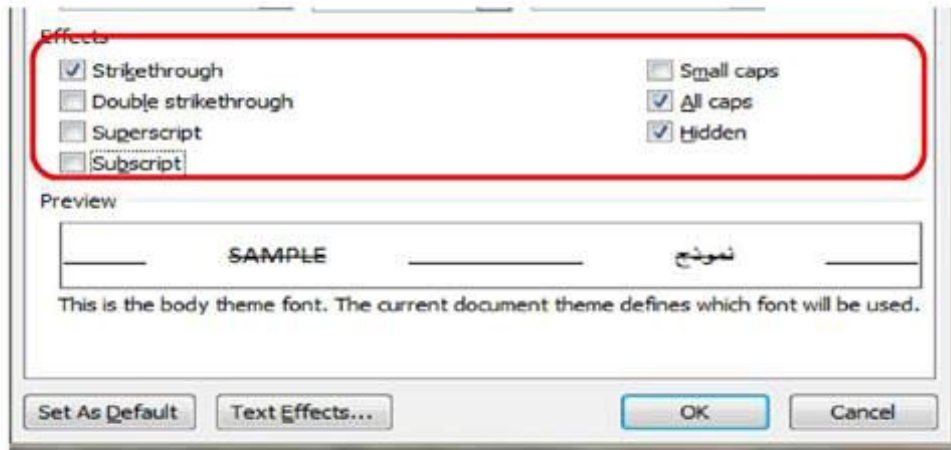 Effects
Strikethrough
Double strikethrough
Superscript
Subscript
Small caps
All caps
Hidden
Preview
SAMPLE نموذج
This is the body theme font. The current document theme defines which font will be used.
Set As Default Text Effects... OK Cancel